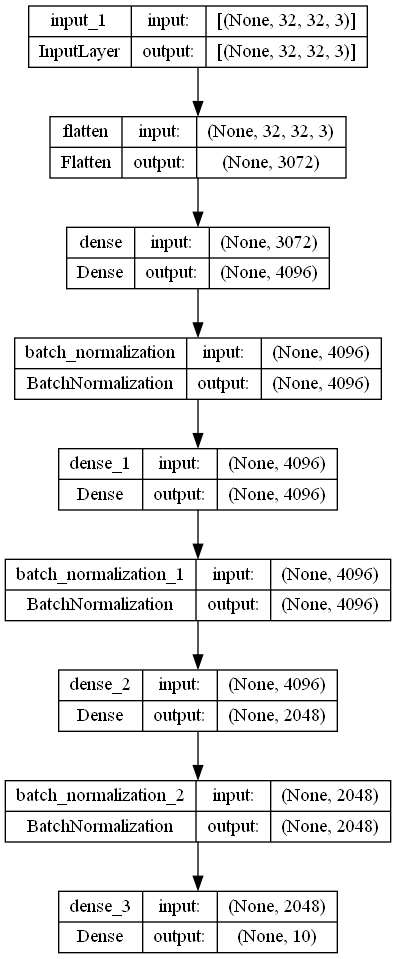 input_1 input: [(None, 32, 32, 3)]
InputLayer output: [(None, 32, 32, 3)]
flatten input: (None, 32, 32, 3)
Flatten output: (None, 3072)
dense input: (None, 3072)
Dense output: (None, 4096)
batch_normalization input: (None, 4096)
BatchNormalization output: (None, 4096)
dense_1 input: (None, 4096)
Dense output: (None, 4096)
batch_normalization_1 input: (None, 4096)
BatchNormalization output: (None, 4096)
dense_2 input: (None, 4096)
Dense output: (None, 2048)
batch_normalization_2 input: (None, 2048)
BatchNormalization output: (None, 2048)
dense_3 input: (None, 2048)
Dense output: (None, 10)